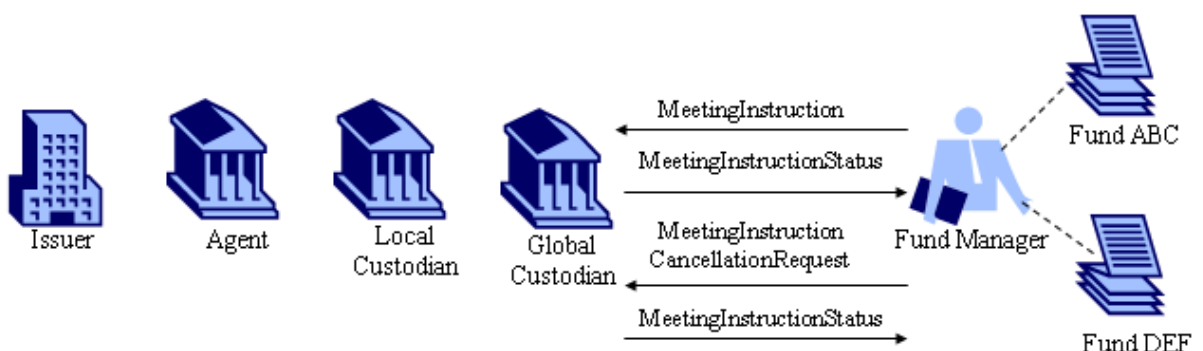 MeetingInstruction
MeetingInstructionStatus
MeetingInstruction
CancellationRequest
MeetingInstructionStatus
Issuer
Agent
Local
Custodian
Global
Custodian
Fund Manager
Fund ABC
Fund DEF